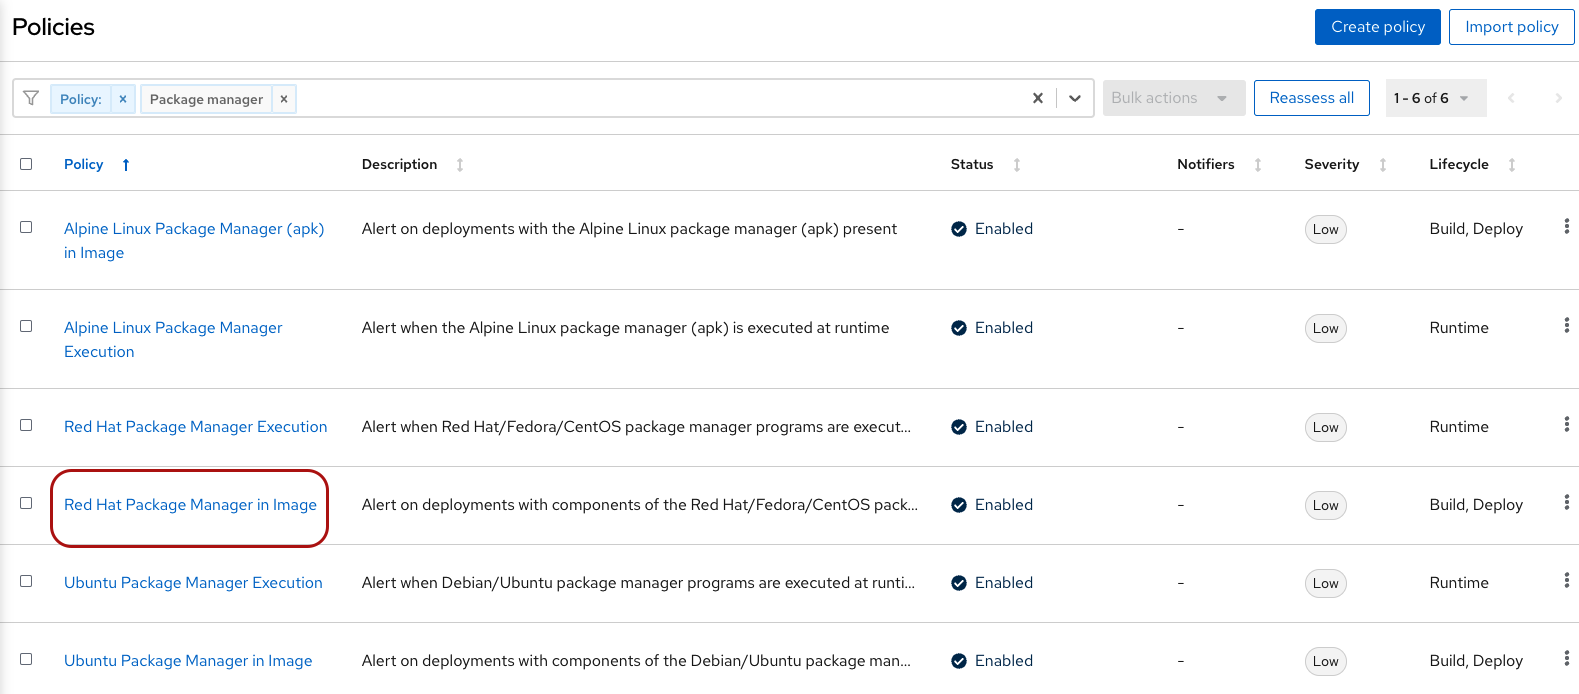 Policies
Create policy
Import policy
Policy: ×
Package manager ×
Bulk actions
Reassess all
1 - 6 of 6
Policy Description Status Notifiers Severity Lifecycle
Alpine Linux Package Manager (apk) Alert on deployments with the Alpine Linux package manager (apk) present Enabled - Low Build, Deploy
in Image
Alpine Linux Package Manager Alert when the Alpine Linux package manager (apk) is executed at runtime Enabled - Low Runtime
Execution
Red Hat Package Manager Execution Alert when Red Hat/Fedora/CentOS package manager programs are execut... Enabled - Low Runtime
Red Hat Package Manager in Image Alert on deployments with components of the Red Hat/Fedora/CentOS pack... Enabled - Low Build, Deploy
Ubuntu Package Manager Execution Alert when Debian/Ubuntu package manager programs are executed at runti... Enabled - Low Runtime
Ubuntu Package Manager in Image Alert on deployments with components of the Debian/Ubuntu package man... Enabled - Low Build, Deploy